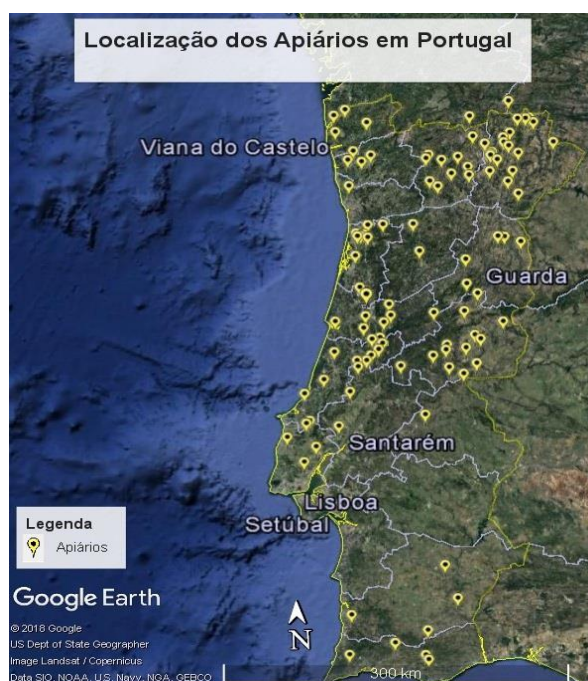 Localização dos Apiários em Portugal
Viana do Castelo
Guarda
Santarém
Lisboa
Setúbal
Legenda
Apiários
Google Earth
© 2018 Google
US Dept of State Geographer
Image Landsat / Copernicus
Data SIO, NOAA, U.S. Navy, NGA, GEBCO
N
300 km